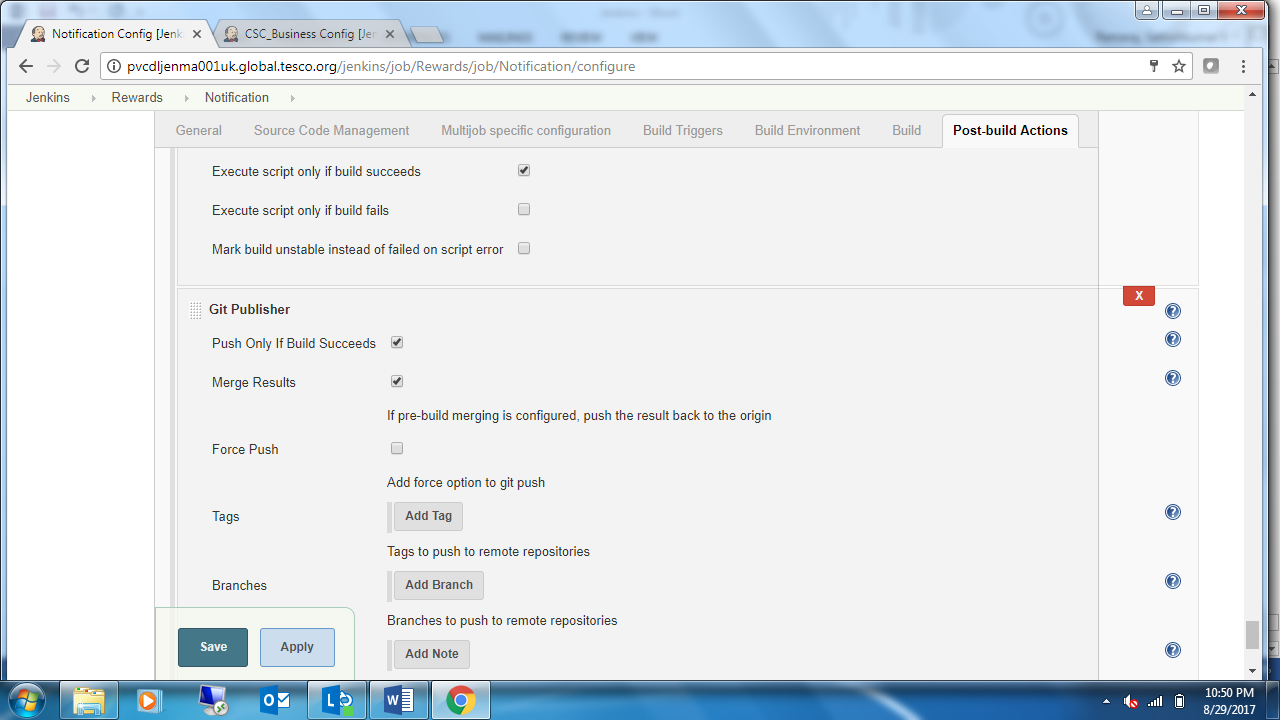 Notification Config [Jenk
CSC_Business Config [Jen
pvcdljenma001uk.global.tesco.org/jenkins/job/Rewards/job/Notification/configure
Jenkins Rewards Notification
General Source Code Management Multijob specific configuration Build Triggers Build Environment Build Post-build Actions
Execute script only if build succeeds
Execute script only if build fails
Mark build unstable instead of failed on script error
X
Git Publisher
Push Only If Build Succeeds
Merge Results
If pre-build merging is configured, push the result back to the origin
Force Push
Add force option to git push
Tags Add Tag
Tags to push to remote repositories
Branches Add Branch
Branches to push to remote repositories
Add Note
Save Apply
10:50 PM
8/29/2017